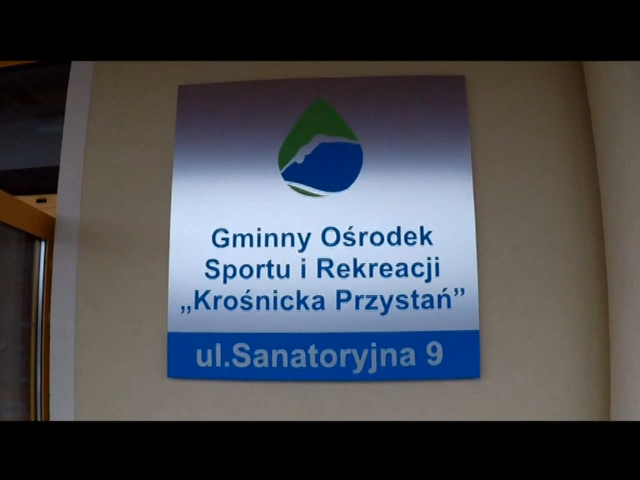 Gminny Ośrodek
Sportu i Rekreacji
„Krośnicka Przystań”
ul.Sanatoryjna 9